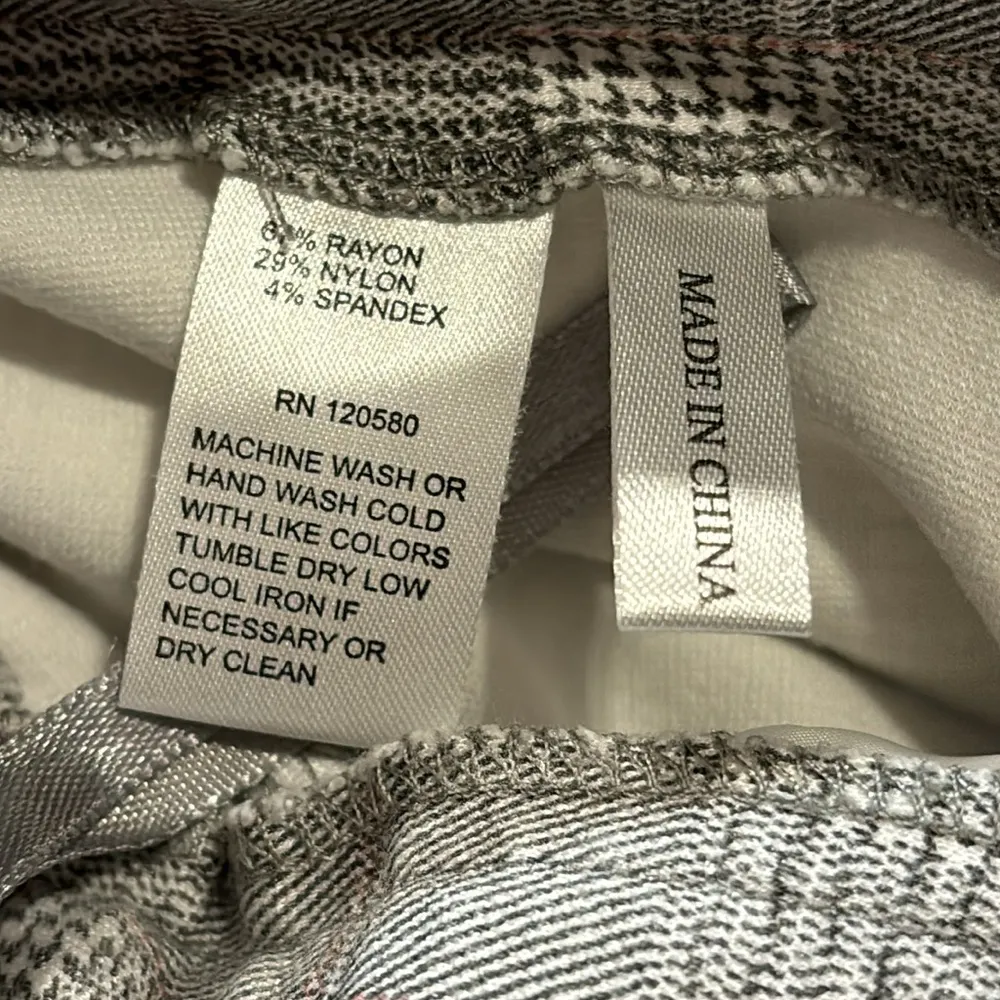 % RAYON
29% NYLON
4% SPANDEX
RN 120580
MACHINE WASH OR
HAND WASH COLD
WITH LIKE COLORS
TUMBLE DRY LOW
COOL IRON IF
NECESSARY OR
DRY CLEAN
MADE IN CHINA